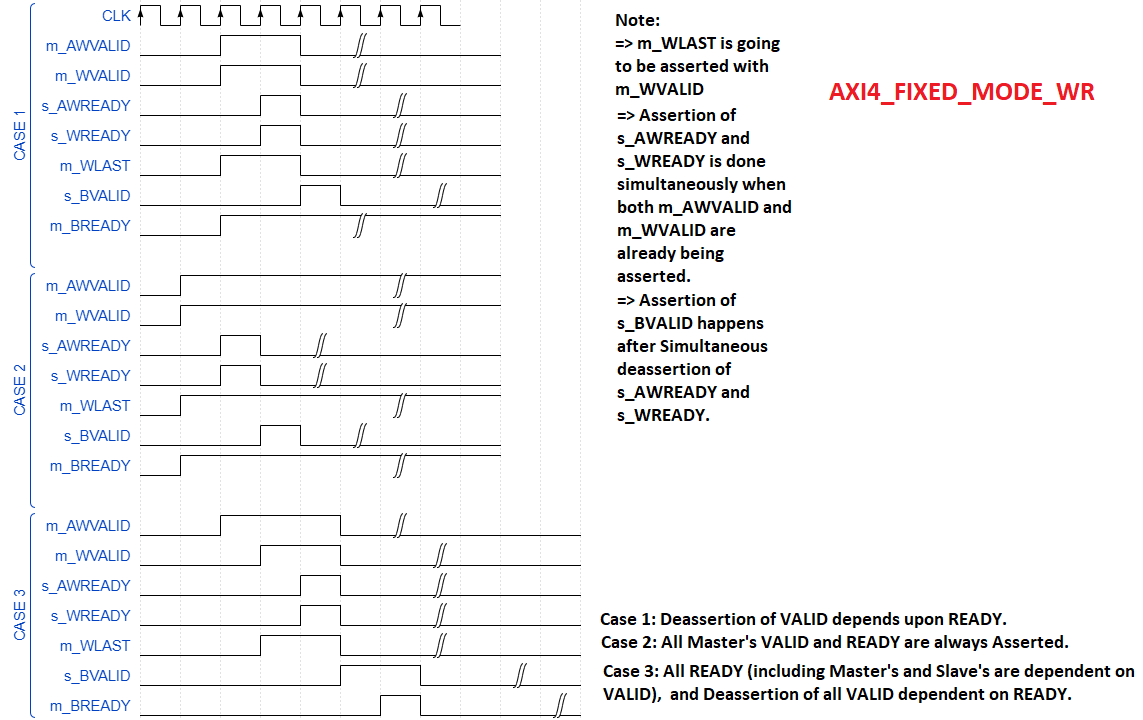 CLK
m_AWVALID
m_WVALID
s_AWREADY
s_WREADY
m_WLAST
s_BVALID
m_BREADY
CASE 1
m_AWVALID
m_WVALID
s_AWREADY
s_WREADY
m_WLAST
s_BVALID
m_BREADY
CASE 2
m_AWVALID
m_WVALID
s_AWREADY
s_WREADY
m_WLAST
s_BVALID
m_BREADY
CASE 3
Note:
=> m_WLAST is going
to be asserted with
m_WVALID
=> Assertion of
s_AWREADY and
s_WREADY is done
simultaneously when
both m_AWVALID and
m_WVALID are
already being
asserted.
=> Assertion of
s_BVALID happens
after Simultaneous
deassertion of
s_AWREADY and
s_WREADY.
AXI4_FIXED_MODE_WR
Case 1: Deassertion of VALID depends upon READY.
Case 2: All Master's VALID and READY are always Asserted.
Case 3: All READY (including Master's and Slave's are dependent on
VALID), and Deassertion of all VALID dependent on READY.